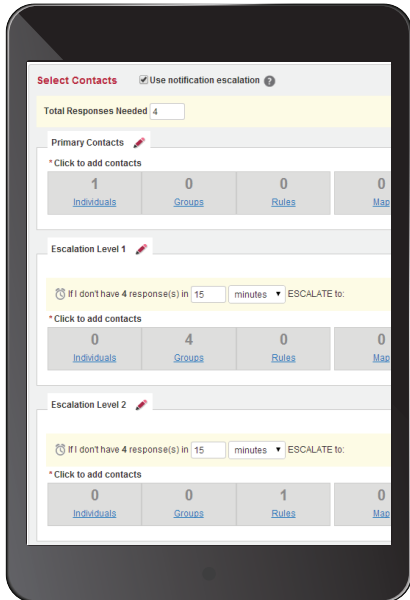 Select Contacts Use notification escalation ?
Total Responses Needed 4
Primary Contacts
* Click to add contacts
1 0 0 0
Individuals Groups Rules Map
Escalation Level 1
If I don't have 4 response(s) in 15 minutes ESCALATE to:
* Click to add contacts
0 4 0 0
Individuals Groups Rules Map
Escalation Level 2
If I don't have 4 response(s) in 15 minutes ESCALATE to:
* Click to add contacts
0 0 1 0
Individuals Groups Rules Map